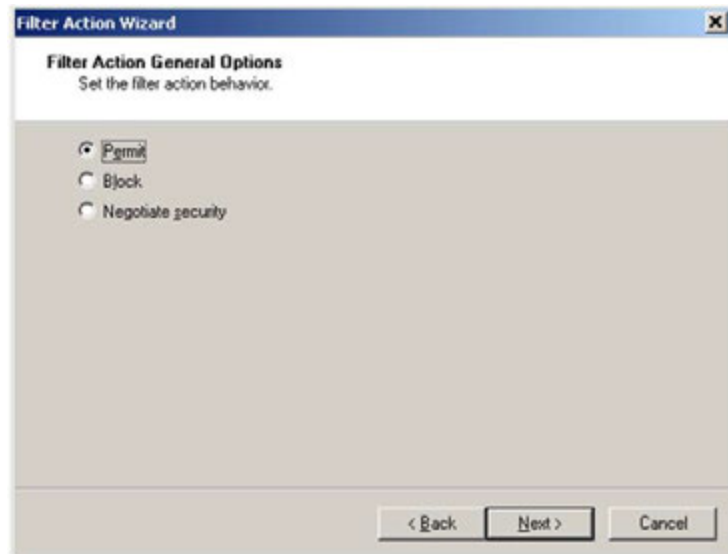 Filter Action Wizard
Filter Action General Options
Set the filter action behavior.
Permit
Block
Negotiate security
< Back
Next >
Cancel